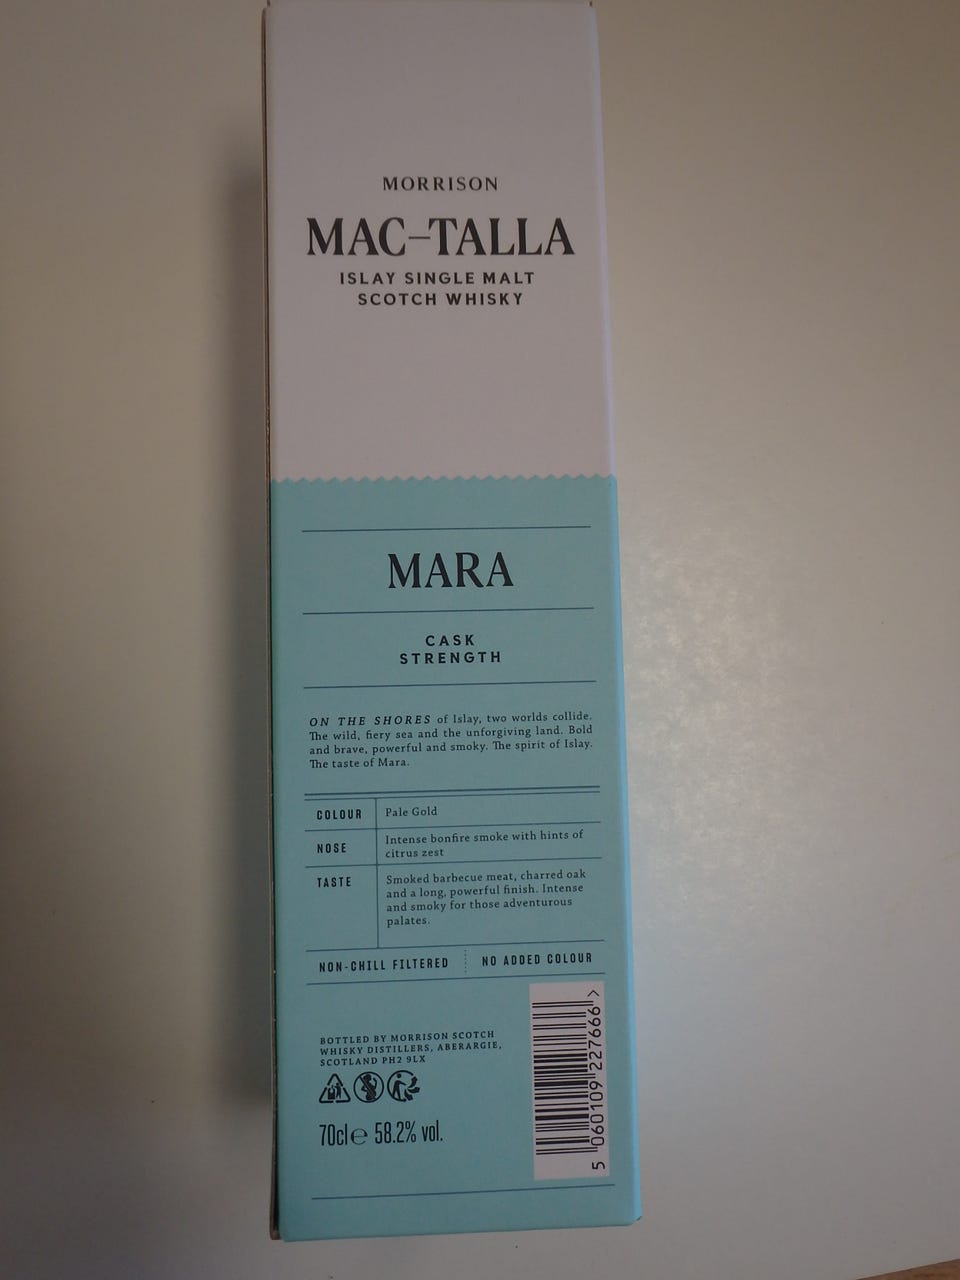 MORRISON
MAC–TALLA
ISLAY SINGLE MALT
SCOTCH WHISKY
MARA
CASK
STRENGTH
ON THE SHORES of Islay, two worlds collide.
The wild, fiery sea and the unforgiving land. Bold
and brave, powerful and smoky. The spirit of Islay.
The taste of Mara.
COLOUR Pale Gold
NOSE Intense bonfire smoke with hints of
citrus zest
TASTE Smoked barbecue meat, charred oak
and a long, powerful finish. Intense
and smoky for those adventurous
palates.
NON-CHILL FILTERED NO ADDED COLOUR
BOTTLED BY MORRISON SCOTCH
WHISKY DISTILLERS, ABERARGIE,
SCOTLAND PH2 9LX
70cl e 58.2% vol.
5 060109 227666 >